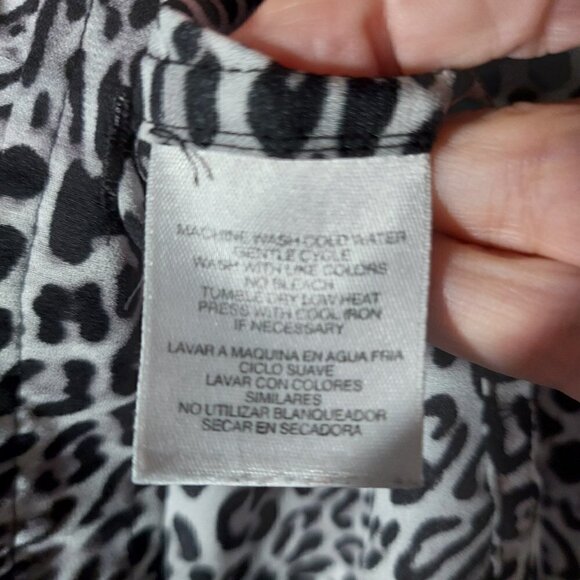 MACHINE WASH COLD WATER
GENTLE CYCLE
WASH WITH LIKE COLORS
NO BLEACH
TUMBLE DRY LOW HEAT
PRESS WITH COOL IRON
IF NECESSARY
LAVAR A MAQUINA EN AGUA FRIA
CICLO SUAVE
LAVAR CON COLORES
SIMILARES
NO UTILIZAR BLANQUEADOR
SECAR EN SECADORA